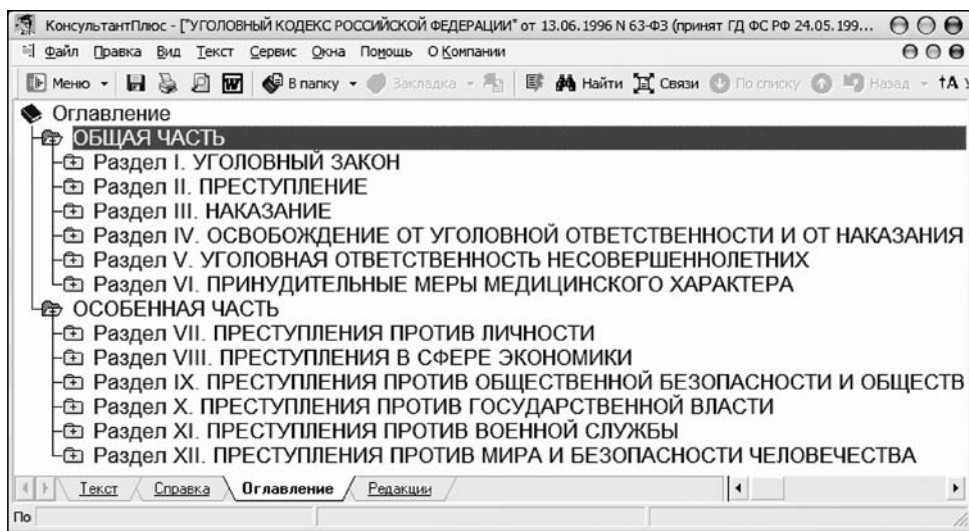 КонсультантПлюс - ["УГОЛОВНЫЙ КОДЕКС РОССИЙСКОЙ ФЕДЕРАЦИИ" от 13.06.1996 N 63-ФЗ (принят ГД ФС РФ 24.05.199...
Файл Правка Вид Текст Сервис Окна Помощь О Компании
Меню В папку Закладка Найти Связи По списку Назад
Оглавление
ОБЩАЯ ЧАСТЬ
Раздел I. УГОЛОВНЫЙ ЗАКОН
Раздел II. ПРЕСТУПЛЕНИЕ
Раздел III. НАКАЗАНИЕ
Раздел IV. ОСВОБОЖДЕНИЕ ОТ УГОЛОВНОЙ ОТВЕТСТВЕННОСТИ И ОТ НАКАЗАНИЯ
Раздел V. УГОЛОВНАЯ ОТВЕТСТВЕННОСТЬ НЕСОВЕРШЕННОЛЕТНИХ
Раздел VI. ПРИНУДИТЕЛЬНЫЕ МЕРЫ МЕДИЦИНСКОГО ХАРАКТЕРА
ОСОБЕННАЯ ЧАСТЬ
Раздел VII. ПРЕСТУПЛЕНИЯ ПРОТИВ ЛИЧНОСТИ
Раздел VIII. ПРЕСТУПЛЕНИЯ В СФЕРЕ ЭКОНОМИКИ
Раздел IX. ПРЕСТУПЛЕНИЯ ПРОТИВ ОБЩЕСТВЕННОЙ БЕЗОПАСНОСТИ И ОБЩЕСТВ
Раздел X. ПРЕСТУПЛЕНИЯ ПРОТИВ ГОСУДАРСТВЕННОЙ ВЛАСТИ
Раздел XI. ПРЕСТУПЛЕНИЯ ПРОТИВ ВОЕННОЙ СЛУЖБЫ
Раздел XII. ПРЕСТУПЛЕНИЯ ПРОТИВ МИРА И БЕЗОПАСНОСТИ ЧЕЛОВЕЧЕСТВА
Текст Справка Оглавление Редакции
По